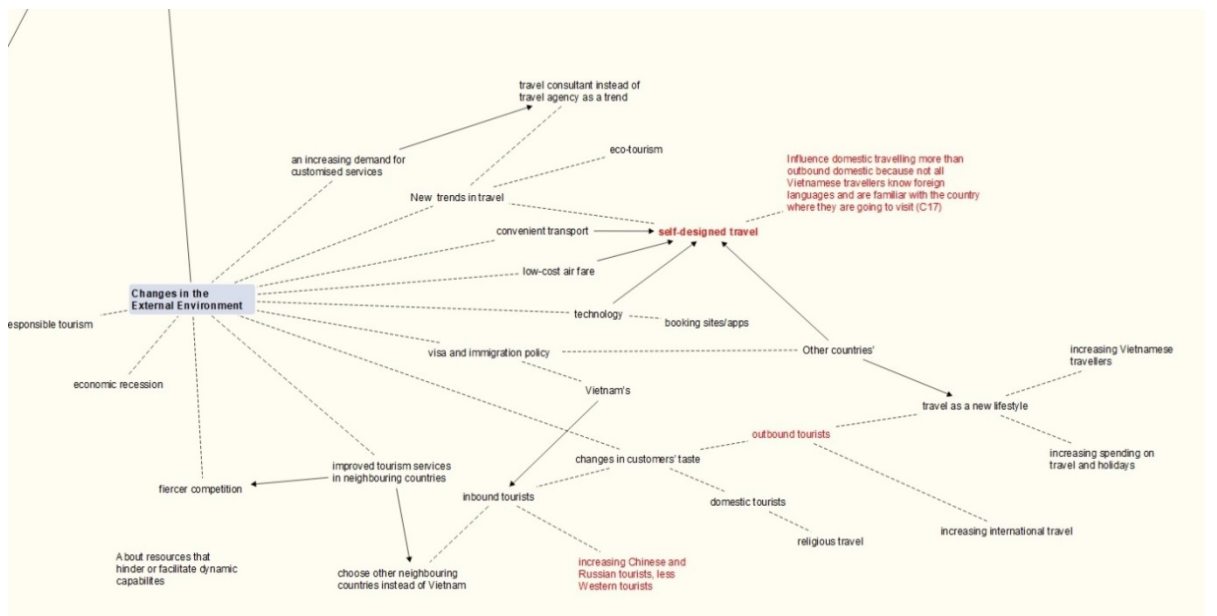 travel consultant instead of
travel agency as a trend
an increasing demand for
customised services
eco-tourism
Influence domestic travelling more than
outbound domestic because not all
Vietnamese travellers know foreign
languages and are familiar with the country
where they are going to visit (C17)
New trends in travel
convenient transport
self-designed travel
low-cost air fare
Changes in the
External Environment
technology
booking sites/apps
esponsible tourism
visa and immigration policy
Other countries'
increasing Vietnamese
travellers
economic recession
Vietnam's
travel as a new lifestyle
outbound tourists
changes in customers' taste
increasing spending on
travel and holidays
improved tourism services
in neighbouring countries
fiercer competition
inbound tourists
domestic tourists
increasing international travel
religious travel
About resources that
hinder or facilitate dynamic
capabilites
choose other neighbouring
countries instead of Vietnam
increasing Chinese and
Russian tourists, less
Western tourists